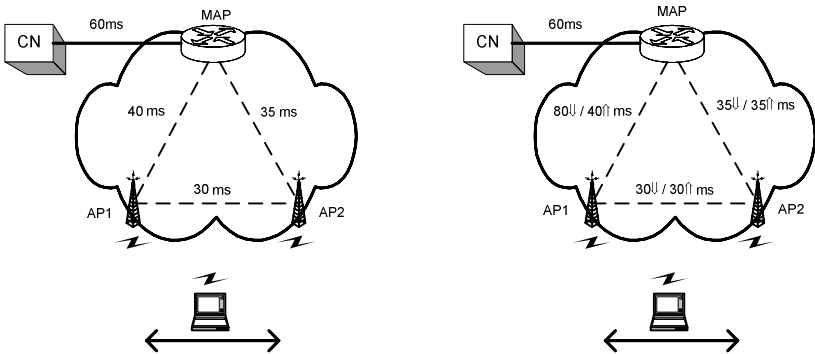 MAP
60ms
CN
40 ms
35 ms
30 ms
AP1
AP2
MAP
60ms
CN
80⇓ / 40⇑ ms
35⇓ / 35⇑ ms
30⇓ / 30⇑ ms
AP1
AP2